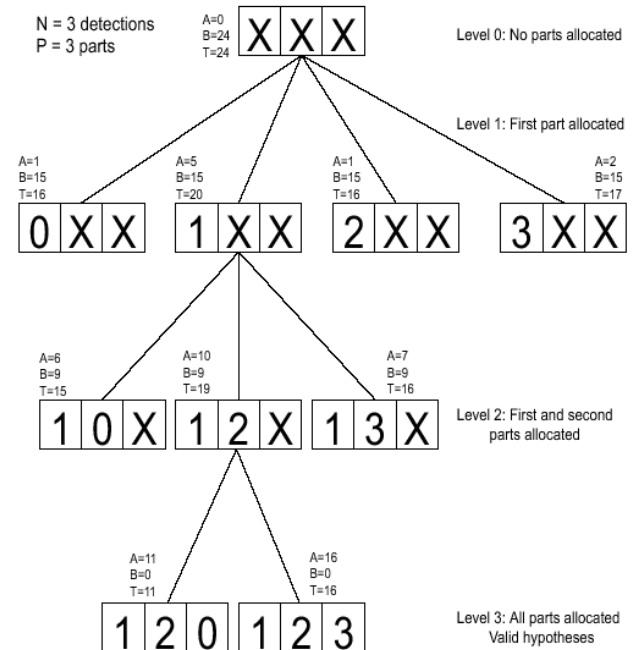 N = 3 detections
P = 3 parts
A=0
B=24
T=24
X X X
Level 0: No parts allocated
Level 1: First part allocated
A=1
B=15
T=16
0 X X
A=5
B=15
T=20
1 X X
A=1
B=15
T=16
2 X X
A=2
B=15
T=17
3 X X
A=6
B=9
T=15
1 0 X
A=10
B=9
T=19
1 2 X
A=7
B=9
T=16
1 3 X
Level 2: First and second
parts allocated
A=11
B=0
T=11
1 2 0
A=16
B=0
T=16
1 2 3
Level 3: All parts allocated
Valid hypotheses